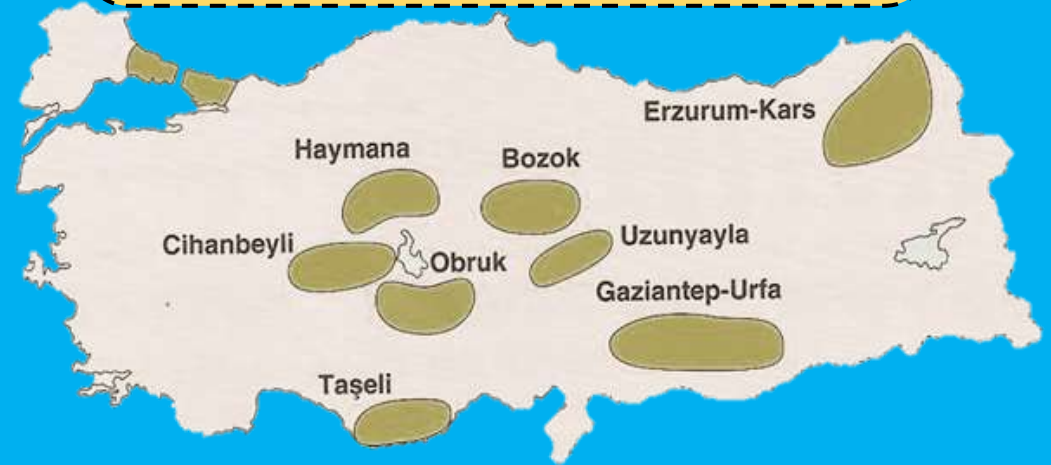 Erzurum-Kars
Haymana
Bozok
Cihanbeyli
Uzunyayla
Obruk
Gaziantep-Urfa
Taşeli